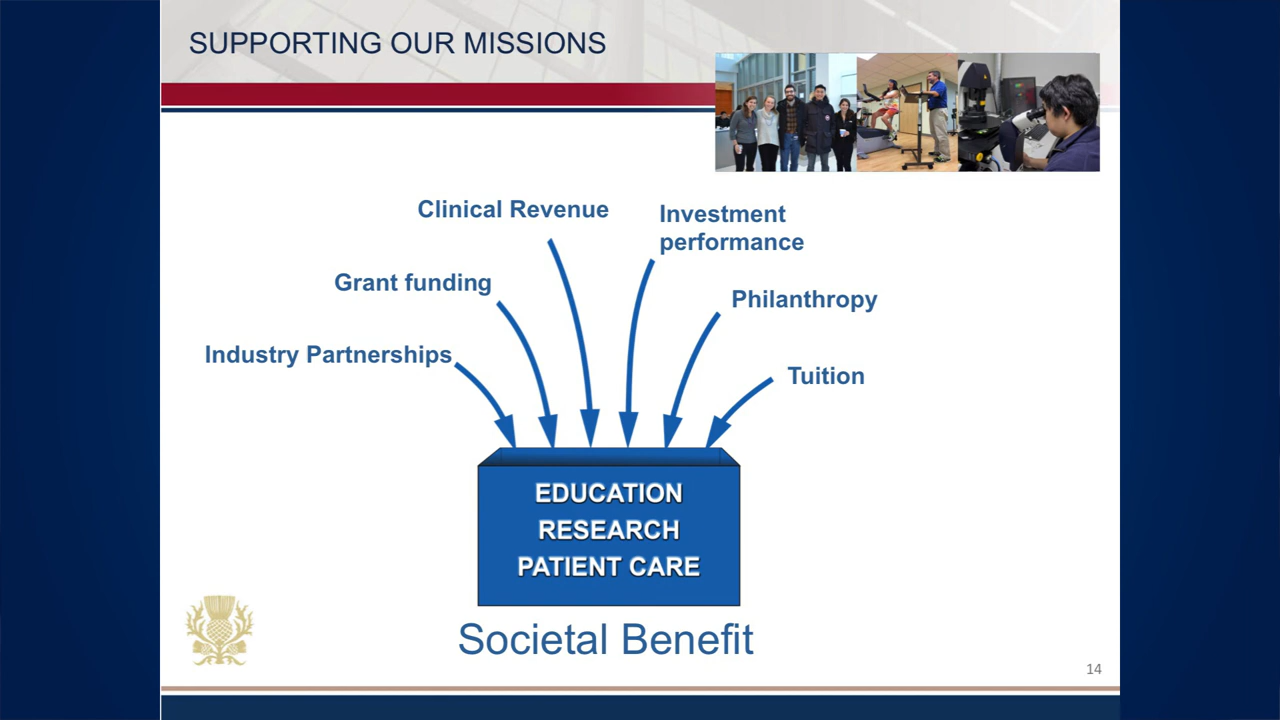 SUPPORTING OUR MISSIONS
Clinical Revenue
Investment
performance
Grant funding
Philanthropy
Industry Partnerships
Tuition
EDUCATION
RESEARCH
PATIENT CARE
Societal Benefit
14